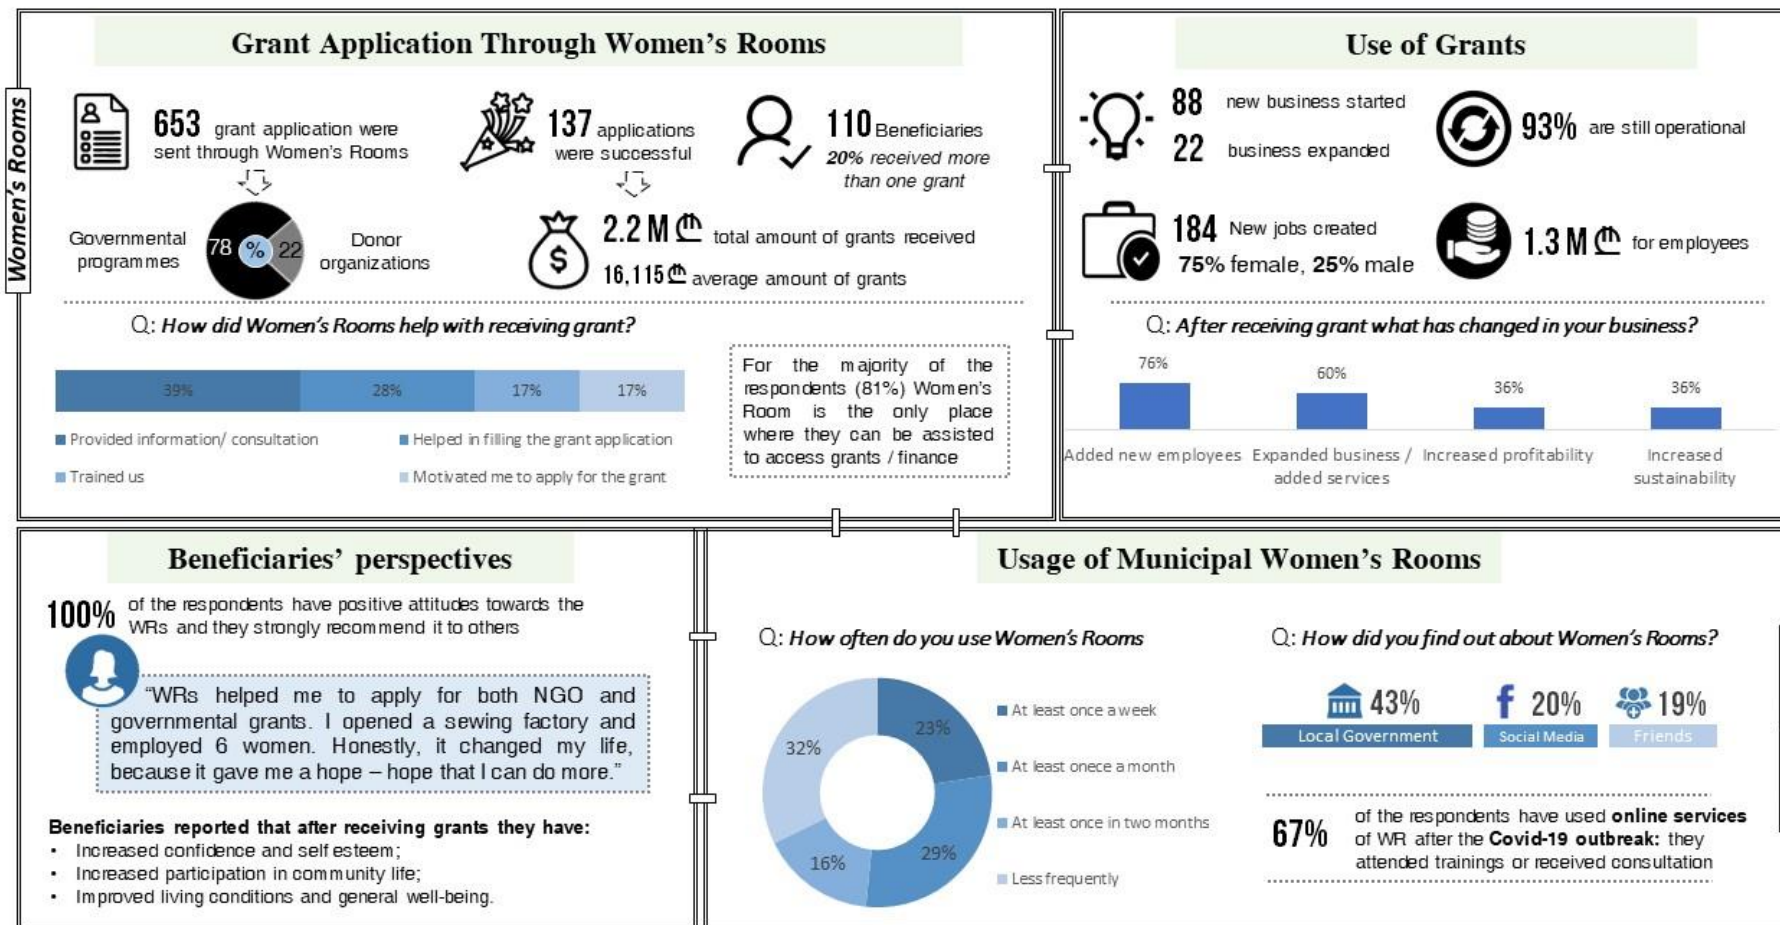 Women's Rooms
Grant Application Through Women's Rooms
653 grant application were
sent through Women's Rooms
137 applications
were successful
110 Beneficiaries
20% received more
than one grant
Governmental
programmes
78 % 22
Donor
organizations
2.2 M ₾ total amount of grants received
$
16,115 ₾ average amount of grants
Q: How did Women's Rooms help with receiving grant?
39% 28% 17% 17%
Provided information/ consultation
Helped in filling the grant application
Trained us
Motivated me to apply for the grant
For the majority of the
respondents (81%) Women's
Room is the only place
where they can be assisted
to access grants / finance
Use of Grants
88 new business started
22 business expanded
93% are still operational
184 New jobs created
75% female, 25% male
1.3 M ₾ for employees
Q: After receiving grant what has changed in your business?
76%
60%
36%
36%
Added new employees
Expanded business /
added services
Increased profitability
Increased
sustainability
Beneficiaries' perspectives
100% of the respondents have positive attitudes towards the
WRs and they strongly recommend it to others
“WRs helped me to apply for both NGO and
governmental grants. I opened a sewing factory and
employed 6 women. Honestly, it changed my life,
because it gave me a hope – hope that I can do more.”
Beneficiaries reported that after receiving grants they have:
• Increased confidence and self esteem;
• Increased participation in community life;
• Improved living conditions and general well-being.
Usage of Municipal Women's Rooms
Q: How often do you use Women's Rooms
23%
29%
16%
32%
At least once a week
At least onece a month
At least once in two months
Less frequently
Q: How did you find out about Women's Rooms?
43%
Local Government
f 20%
Social Media
19%
Friends
67% of the respondents have used online services
of WR after the Covid-19 outbreak: they
attended trainings or received consultation